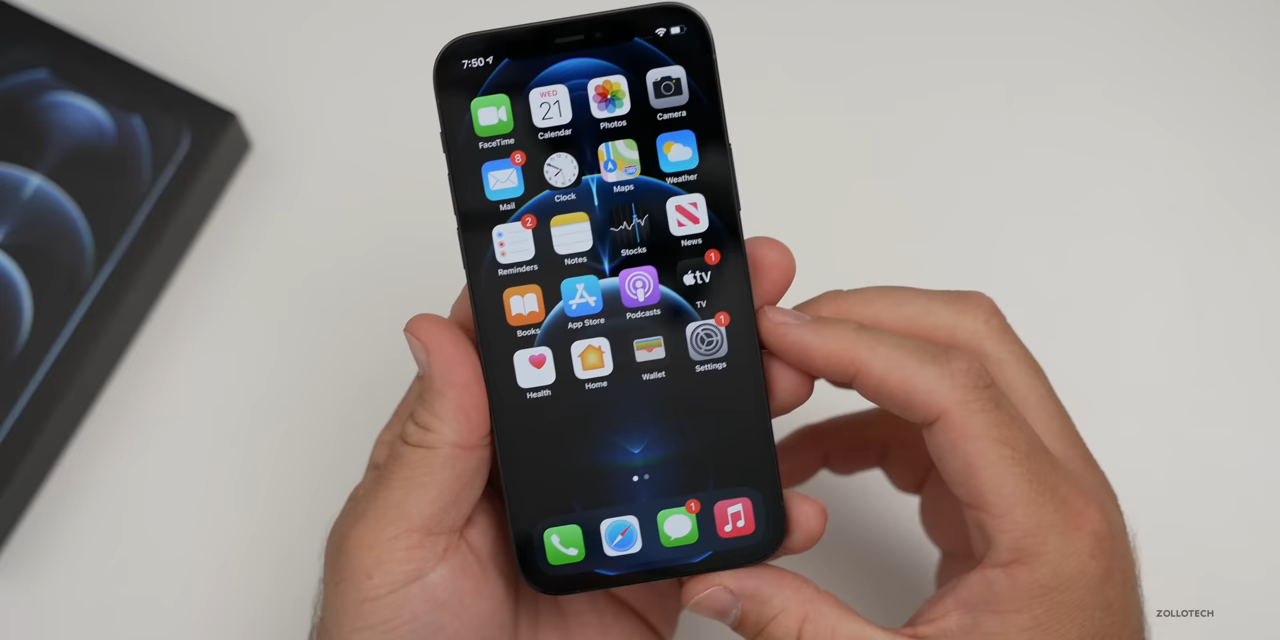 7:50
WED
21
FaceTime
Calendar
Photos
Camera
8
Mail
Clock
Maps
Weather
2
Reminders
Notes
Stocks
News
1
tv
Books
App Store
Podcasts
TV
1
Health
Home
Wallet
Settings
1
ZOLLOTECH